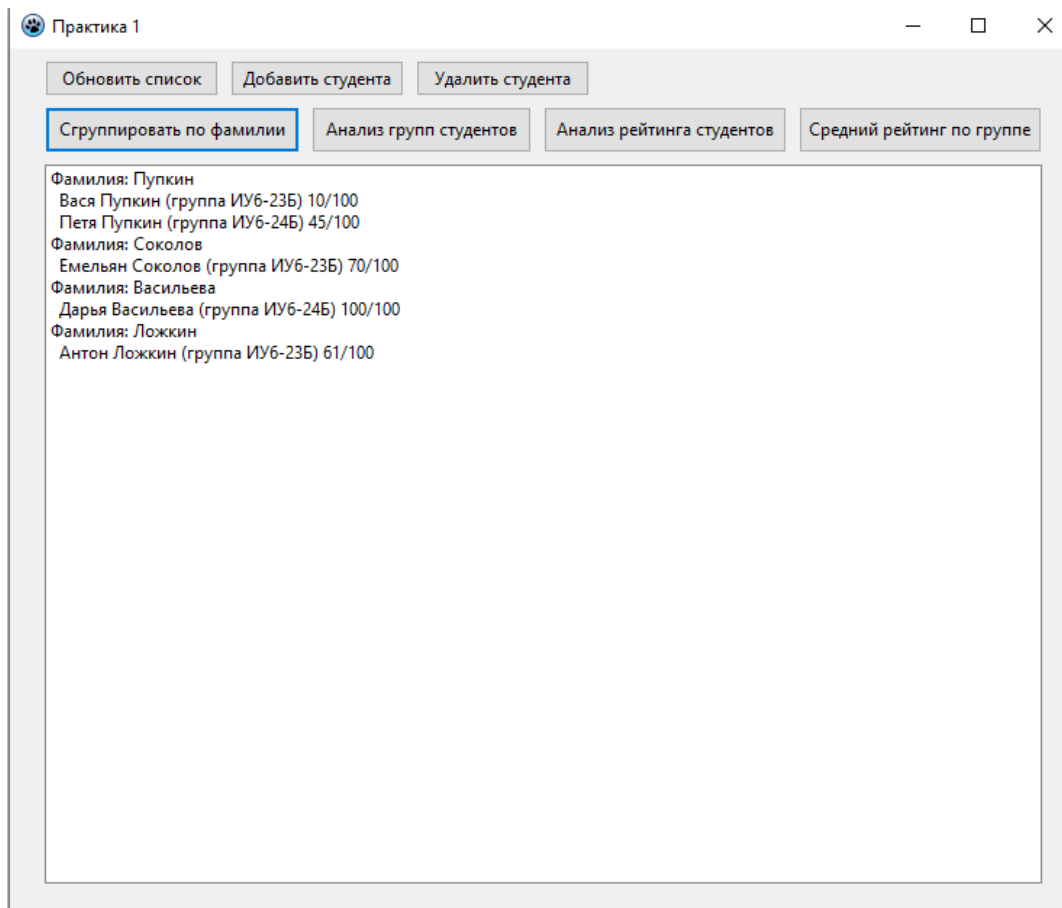 Практика 1
Обновить список Добавить студента Удалить студента
Сгруппировать по фамилии Анализ групп студентов Анализ рейтинга студентов Средний рейтинг по группе
Фамилия: Пупкин
Вася Пупкин (группа ИУ6-23Б) 10/100
Петя Пупкин (группа ИУ6-24Б) 45/100
Фамилия: Соколов
Емельян Соколов (группа ИУ6-23Б) 70/100
Фамилия: Васильева
Дарья Васильева (группа ИУ6-24Б) 100/100
Фамилия: Ложкин
Антон Ложкин (группа ИУ6-23Б) 61/100